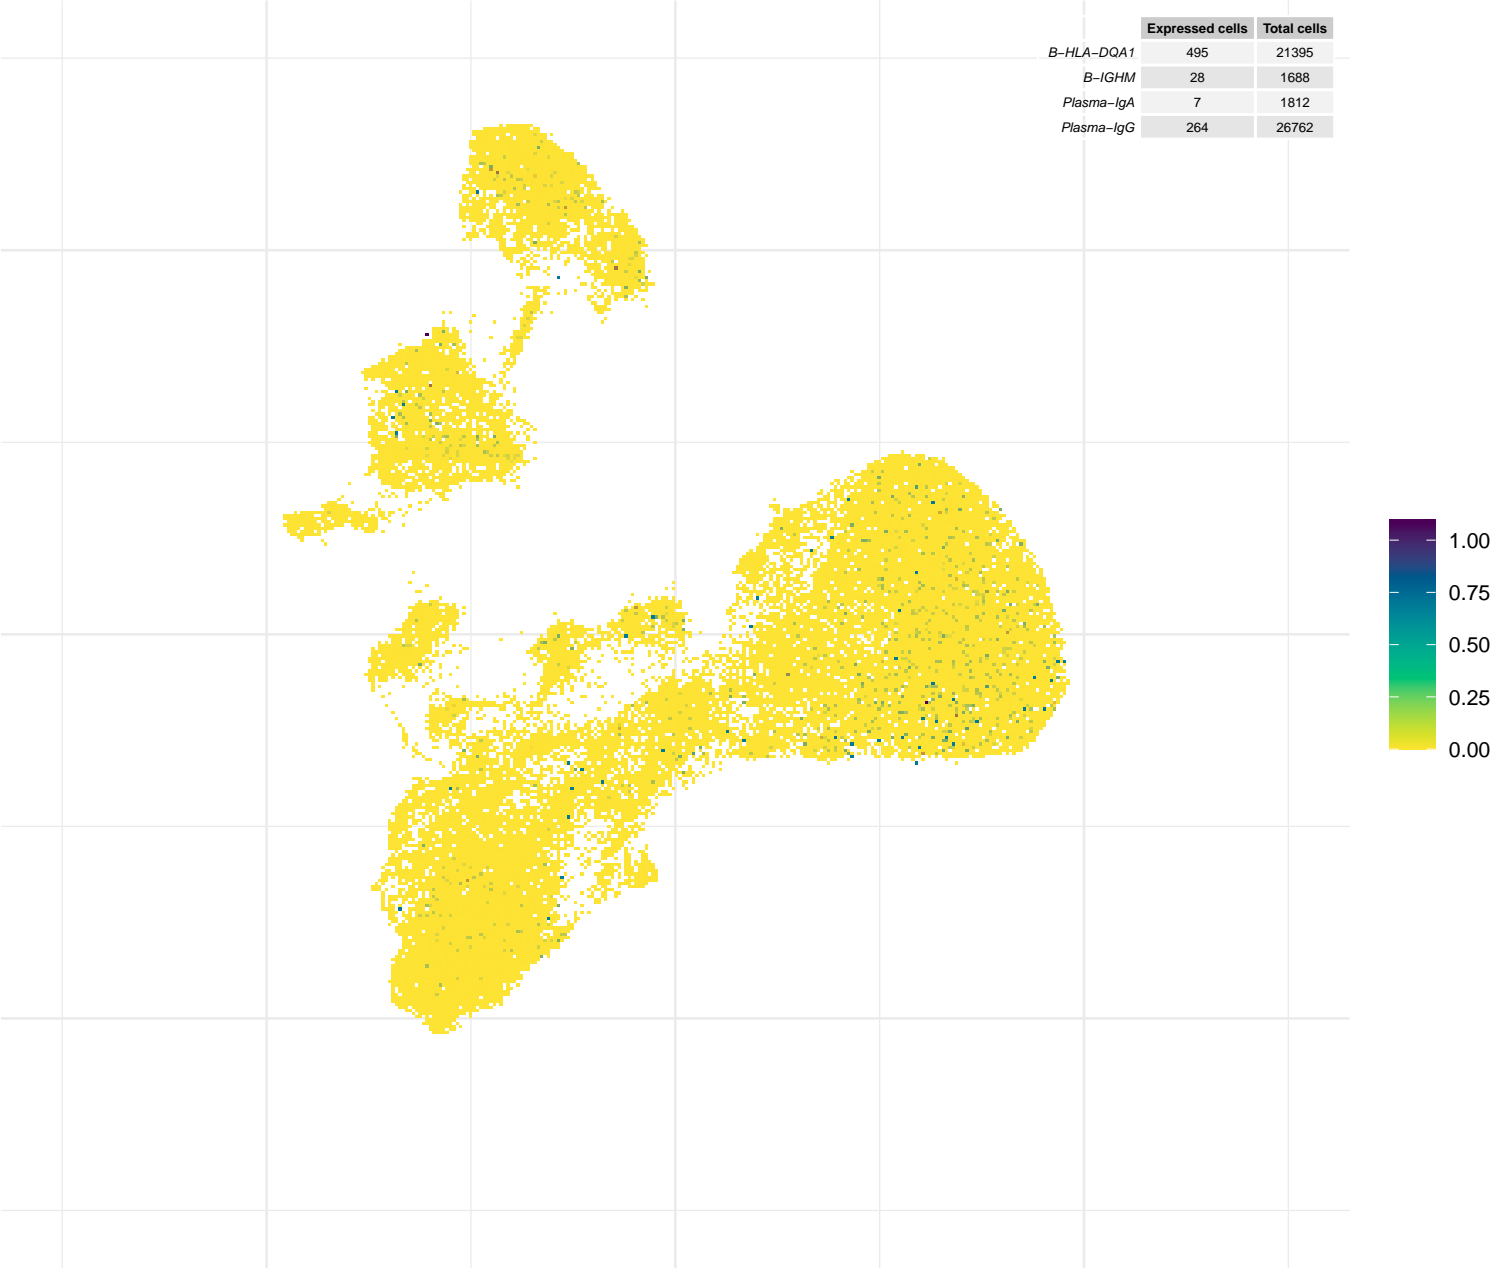 Expressed cells Total cells
B−HLA−DQA1 495 21395
B−IGHM 28 1688
Plasma−IgA 7 1812
Plasma−IgG 264 26762
1.00
0.75
0.50
0.25
0.00